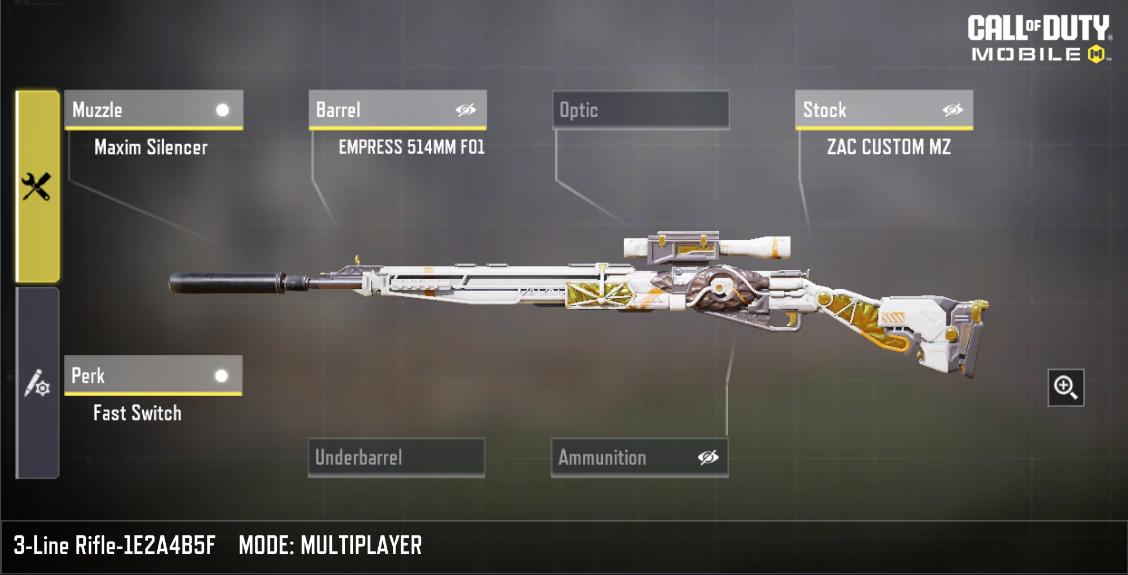 CALL OF DUTY
MOBILE
Muzzle
Maxim Silencer
Barrel
EMPRESS 514MM F01
Optic
Stock
ZAC CUSTOM MZ
Perk
Fast Switch
Underbarrel
Ammunition
3-Line Rifle-1E2A4B5F MODE: MULTIPLAYER